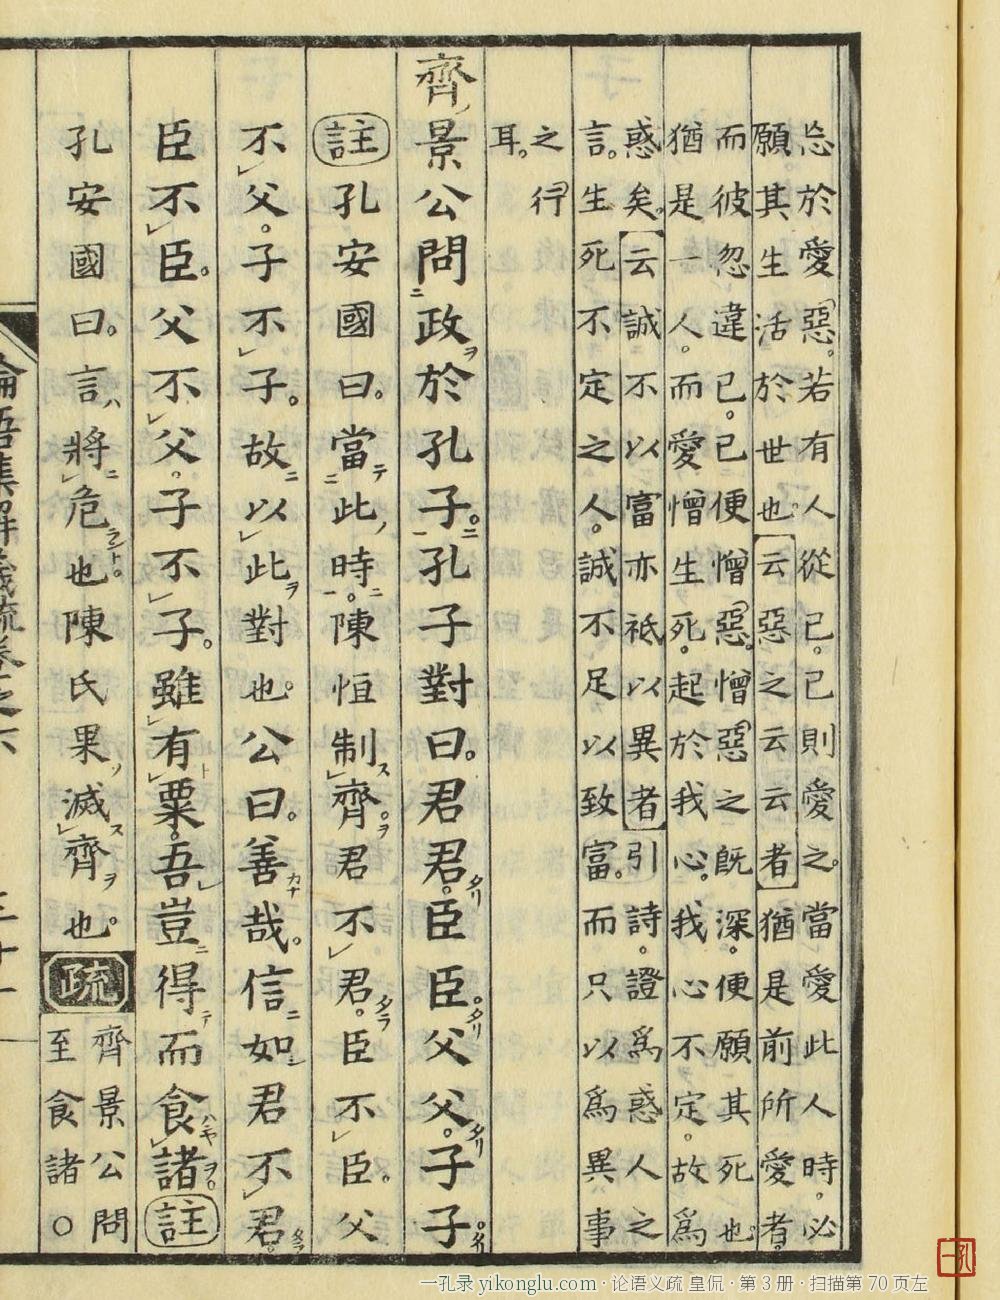 忘於愛惡。若有人從已。已則愛之。當愛此人時。必
願其生活於世也。云惡之云云者猶是前所愛者。
而彼忽違已。已便憎惡。憎惡之既深。便願其死也。
猶是一人。而愛憎生死。起於我心。我心不定。故爲
惑矣。云誠不以富亦祇以異者引詩。證爲惑人之
言。生死不定之人。誠不足以致富。而只以爲異事
之行
耳。
齊景公問政於孔子。孔子對曰。君君。臣臣。父父。子子。
註孔安國曰。當此時。陳恒制齊。君不君。臣不臣。父
不父。子不子。故以此對也。公曰。善哉。信如君不君。
臣不臣。父不父。子不子。雖有粟。吾豈得而食諸。註
孔安國曰。言將危也陳氏果滅齊也。疏
齊景公問
至食諸○
論語集解義疏卷之六
三十一
一孔录 yikonglu.com · 论语义疏 皇侃 · 第 3 册 · 扫描第 70 页左
一孔